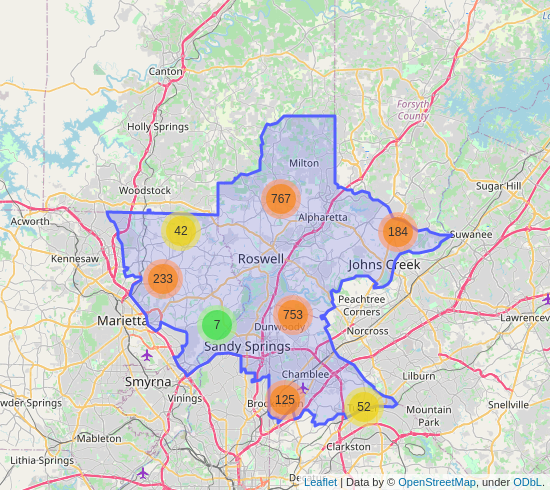 Canton
Forsyth
County
Holly Springs
Milton
Woodstock
Sugar Hill
767
Acworth
Alpharetta
42
184
Suwanee
Kennesaw
Roswell
Johns Creek
233
Peachtree
Corners
753
Marietta
7
Dunwoody
Norcross
Lawrencev
Sandy Springs
Chamblee
Lilburn
Smyrna
Vinings
125
Broo
52
Snellville
wder Springs
Mountain
Park
Mableton
Clarkston
Lithia Springs
De
Leaflet | Data by © OpenStreetMap, under ODbL.